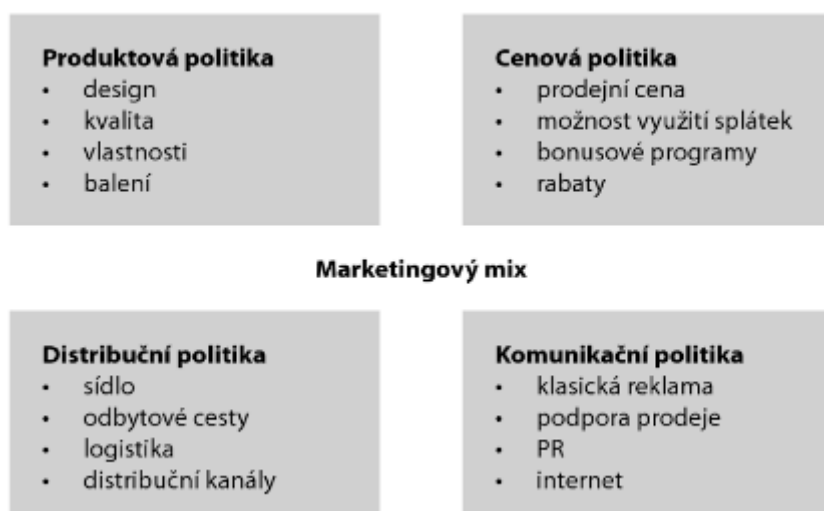 Produktová politika
• design
• kvalita
• vlastnosti
• balení
Cenová politika
• prodejní cena
• možnost využití splátek
• bonusové programy
• rabaty
Marketingový mix
Distribuční politika
• sídlo
• odbytové cesty
• logistika
• distribuční kanály
Komunikační politika
• klasická reklama
• podpora prodeje
• PR
• internet